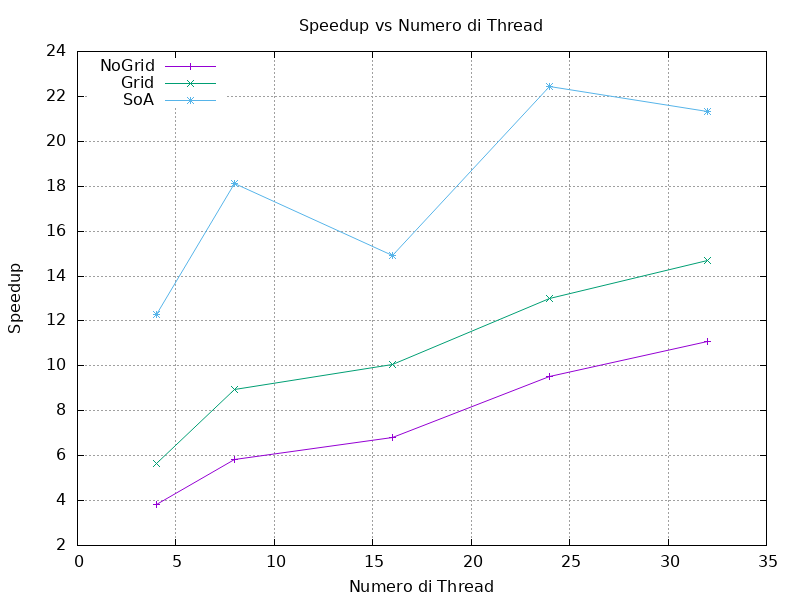 Speedup vs Numero di Thread
NoGrid
Grid
SoA
24
22
20
18
16
14
12
10
8
6
4
2
Speedup
0 5 10 15 20 25 30 35
Numero di Thread